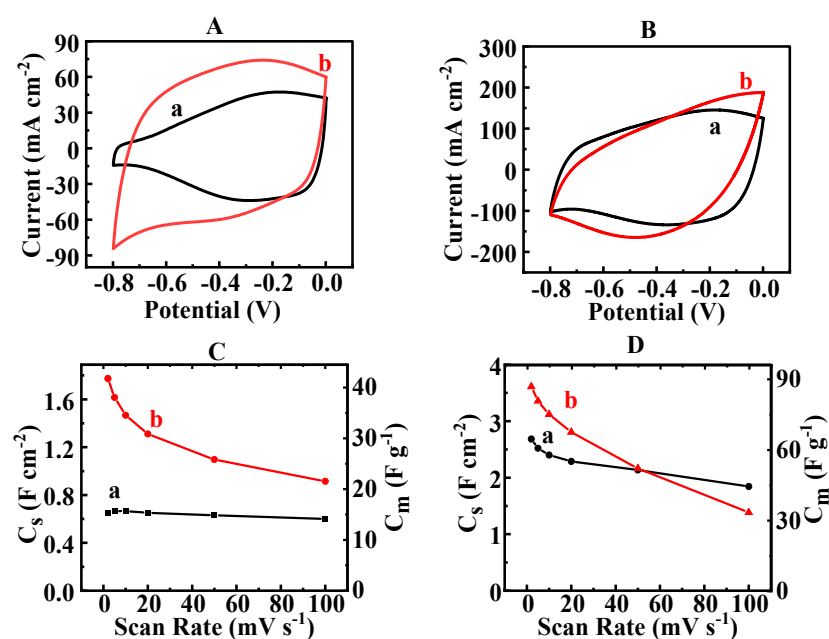 A
90
60
30
0
-30
-60
-90
Current (mA cm-2)
a
b
-0.8 -0.6 -0.4 -0.2 0.0
Potential (V)
B
300
200
100
0
-100
-200
Current (mA cm-2)
a
b
-0.8 -0.6 -0.4 -0.2 0.0
Potential (V)
C
1.8
1.2
0.6
0.0
Cs (F cm-2)
a
b
40
30
20
10
0
Cm (F g-1)
0 20 40 60 80 100
Scan Rate (mV s-1)
D
4
3
2
1
0
Cs (F cm-2)
a
b
90
60
30
0
Cm (F g-1)
0 20 40 60 80 100
Scan Rate (mV s-1)